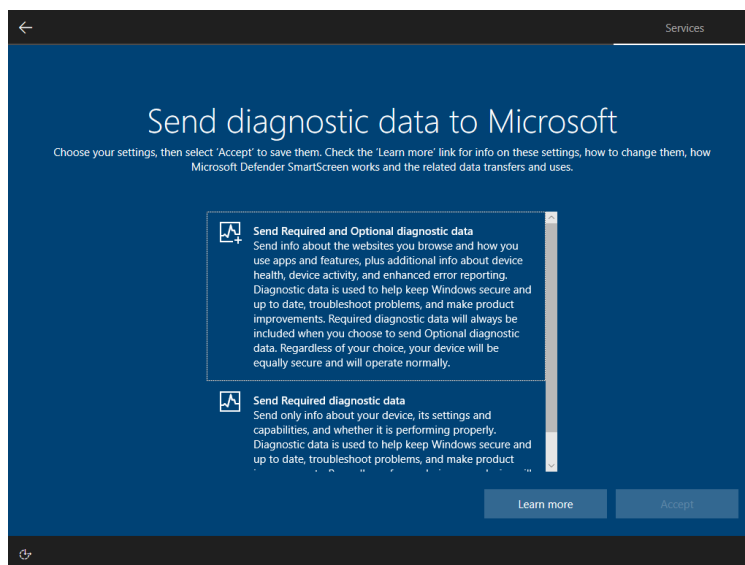 Services
Send diagnostic data to Microsoft
Choose your settings, then select 'Accept' to save them. Check the 'Learn more' link for info on these settings, how to change them, how
Microsoft Defender SmartScreen works and the related data transfers and uses.
Send Required and Optional diagnostic data
Send info about the websites you browse and how you
use apps and features, plus additional info about device
health, device activity, and enhanced error reporting.
Diagnostic data is used to help keep Windows secure and
up to date, troubleshoot problems, and make product
improvements. Required diagnostic data will always be
included when you choose to send Optional diagnostic
data. Regardless of your choice, your device will be
equally secure and will operate normally.
Send Required diagnostic data
Send only info about your device, its settings and
capabilities, and whether it is performing properly.
Diagnostic data is used to help keep Windows secure and
up to date, troubleshoot problems, and make product
Learn more
Accept